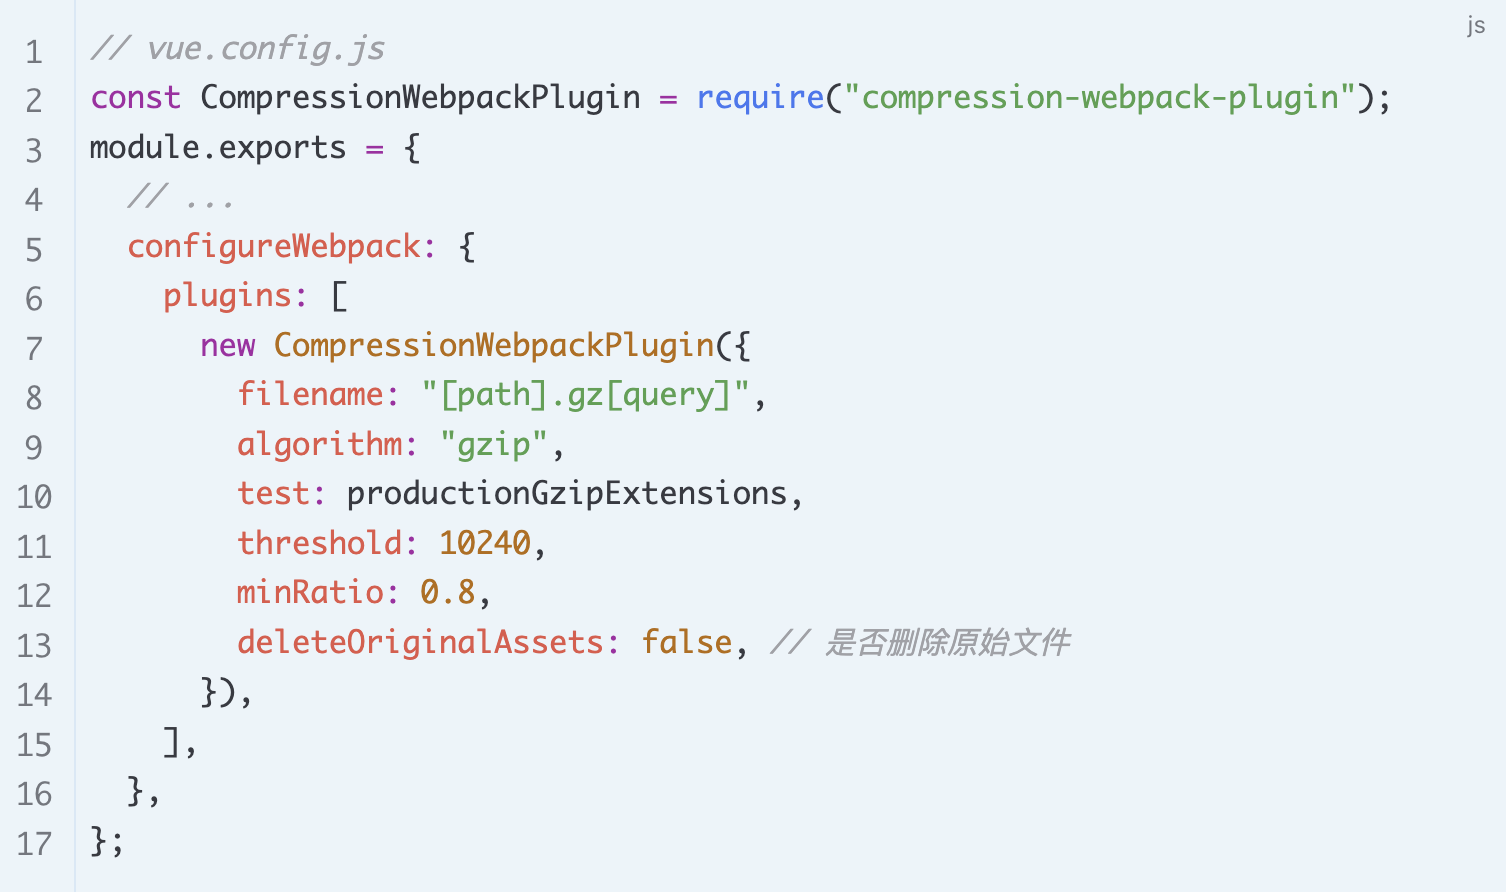 js
1 // vue.config.js
2 const CompressionWebpackPlugin = require("compression-webpack-plugin");
3 module.exports = {
4   // ...
5   configureWebpack: {
6     plugins: [
7       new CompressionWebpackPlugin({
8         filename: "[path].gz[query]",
9         algorithm: "gzip",
10         test: productionGzipExtensions,
11         threshold: 10240,
12         minRatio: 0.8,
13         deleteOriginalAssets: false, // 是否删除原始文件
14       }),
15     ],
16   },
17 };